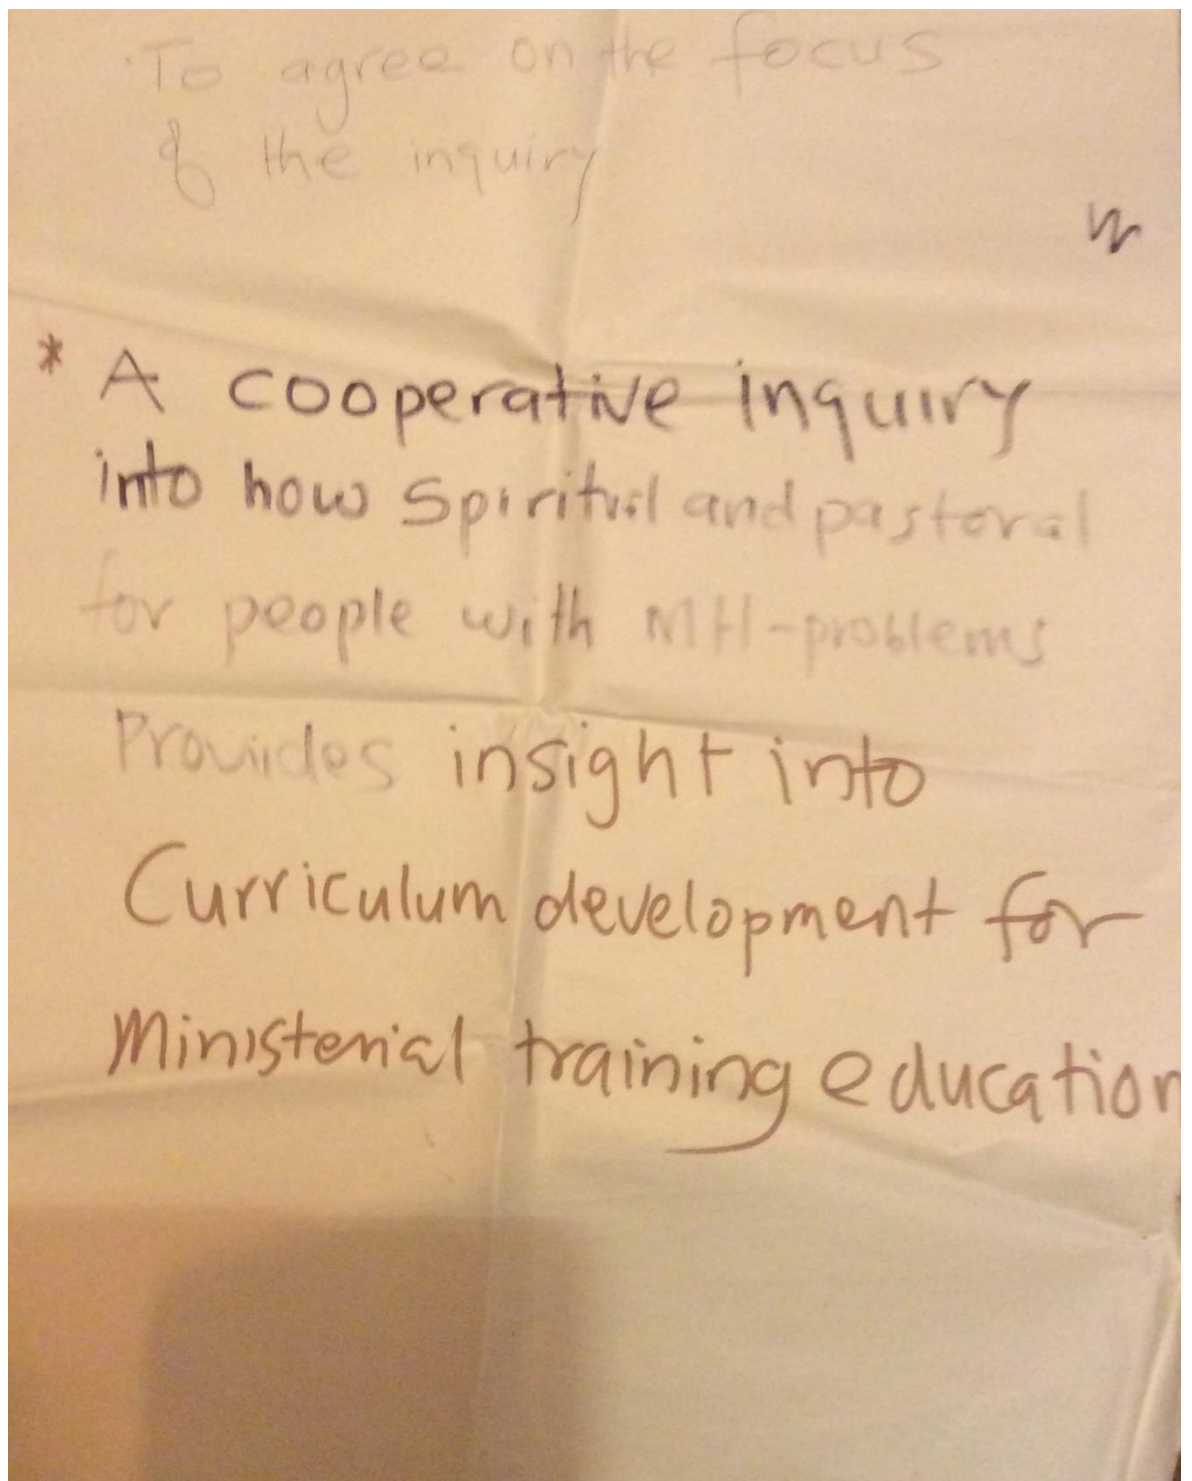 · To agree on the focus
of the inquiry
* A cooperative inquiry
into how Spiritual and pastoral
for people with MH-problems
Provides insight into
Curriculum development for
Ministerial training education